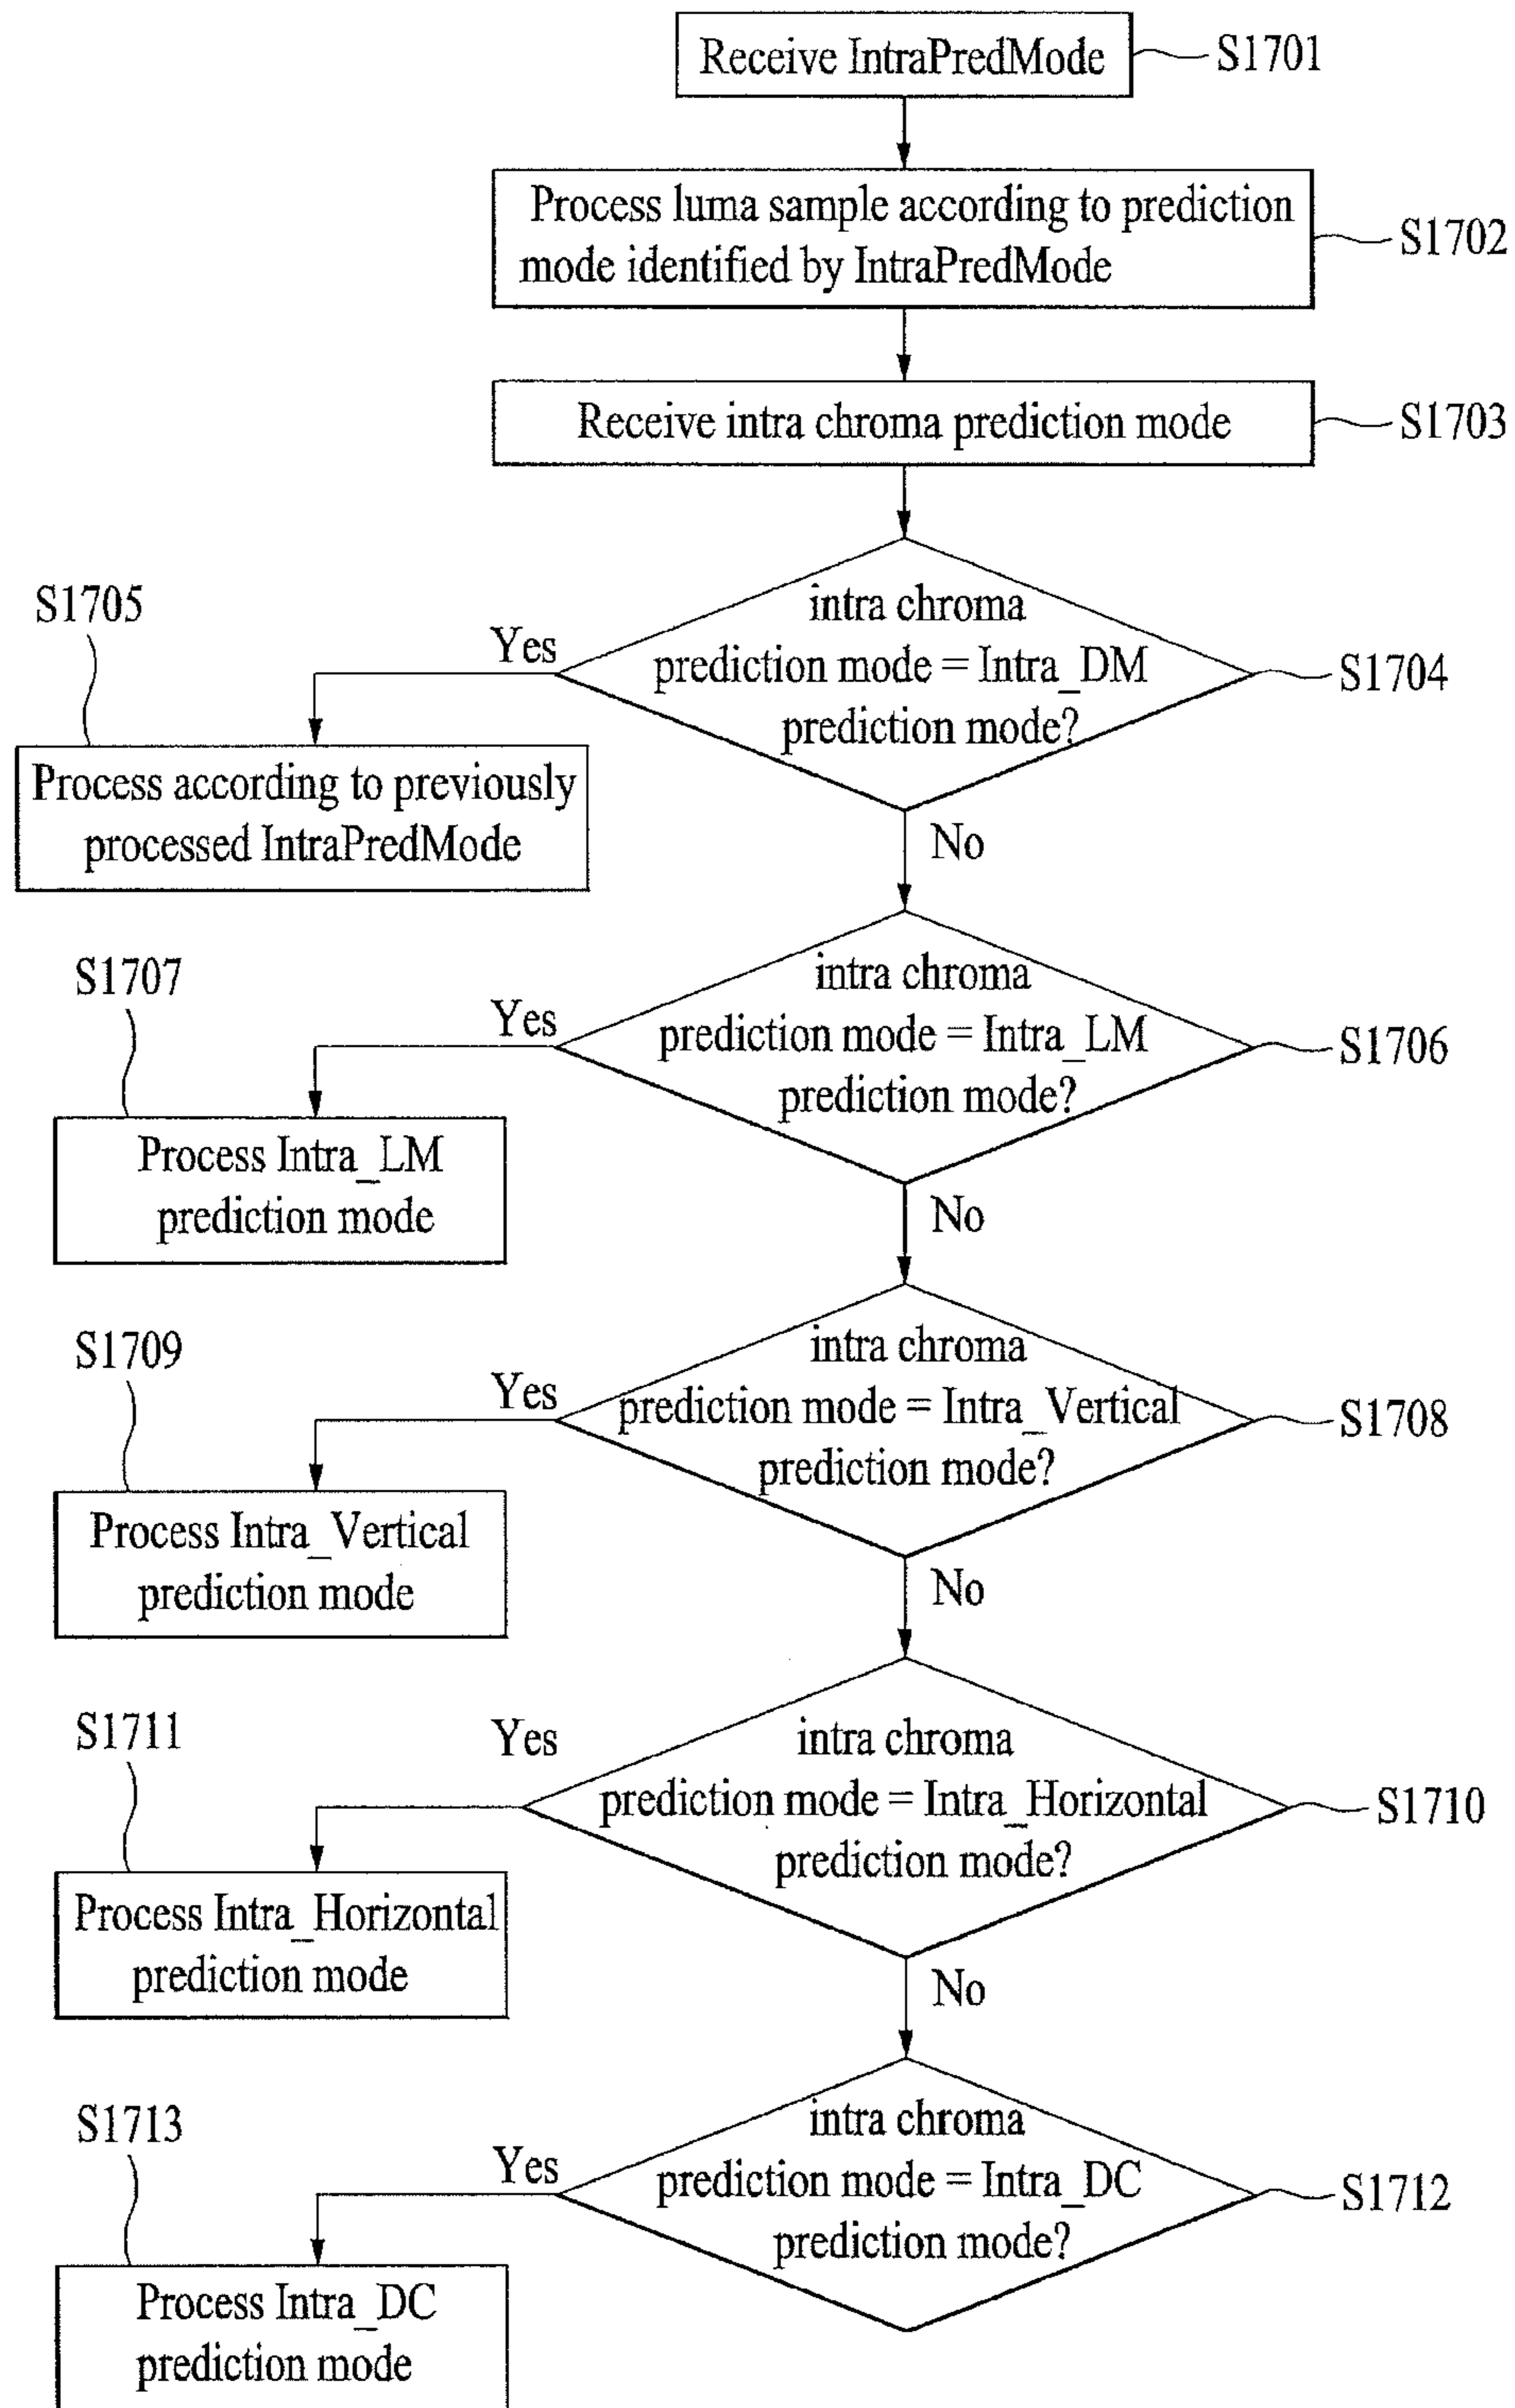 Receive IntraPredMode
S1701
Process luma sample according to prediction
mode identified by IntraPredMode
S1702
Receive intra chroma prediction mode
S1703
intra chroma
prediction mode = Intra_DM
prediction mode?
S1704
Yes
S1705
Process according to previously
processed IntraPredMode
No
intra chroma
prediction mode = Intra_LM
prediction mode?
S1706
Yes
S1707
Process Intra_LM
prediction mode
No
intra chroma
prediction mode = Intra_Vertical
prediction mode?
S1708
Yes
S1709
Process Intra_Vertical
prediction mode
No
intra chroma
prediction mode = Intra_Horizontal
prediction mode?
S1710
Yes
S1711
Process Intra_Horizontal
prediction mode
No
intra chroma
prediction mode = Intra_DC
prediction mode?
S1712
Yes
S1713
Process Intra_DC
prediction mode